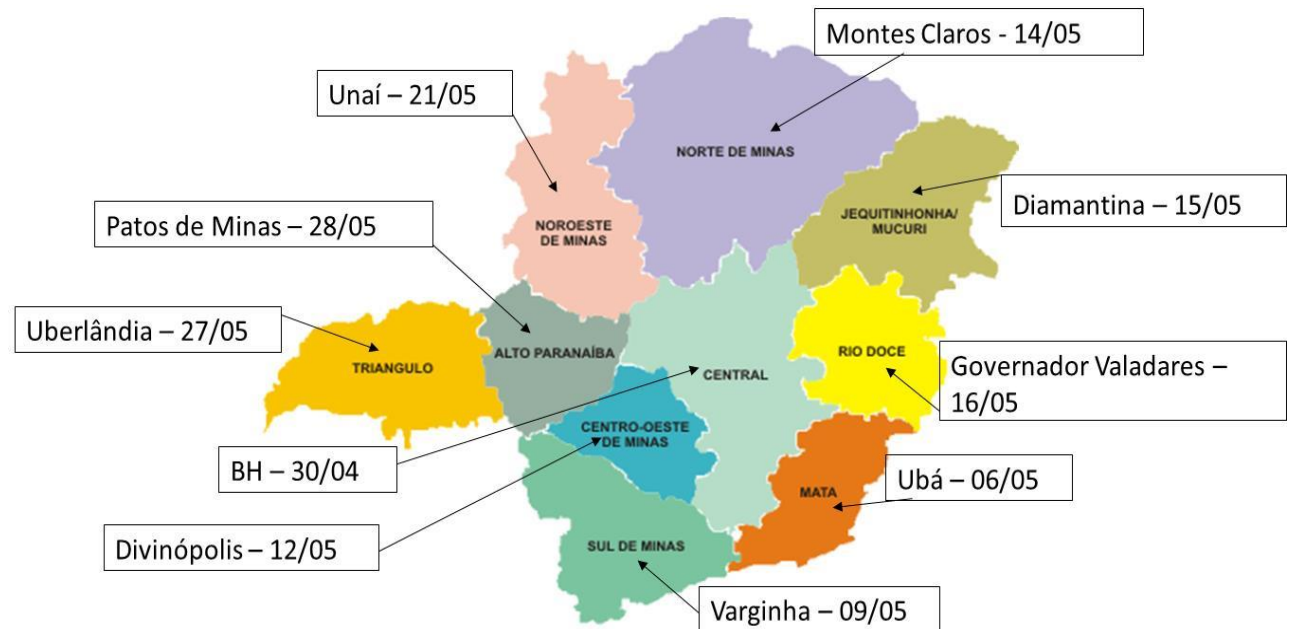 Montes Claros - 14/05
Unaí – 21/05
NORTE DE MINAS
JEQUITINHONHA/
MUCURI
Diamantina – 15/05
Patos de Minas – 28/05
NOROESTE
DE MINAS
Uberlândia – 27/05
ALTO PARANAÍBA
TRIANGULO
CENTRAL
RIO DOCE
Governador Valadares –
16/05
CENTRO-OESTE
DE MINAS
BH – 30/04
MATA
Ubá – 06/05
Divinópolis – 12/05
SUL DE MINAS
Varginha – 09/05